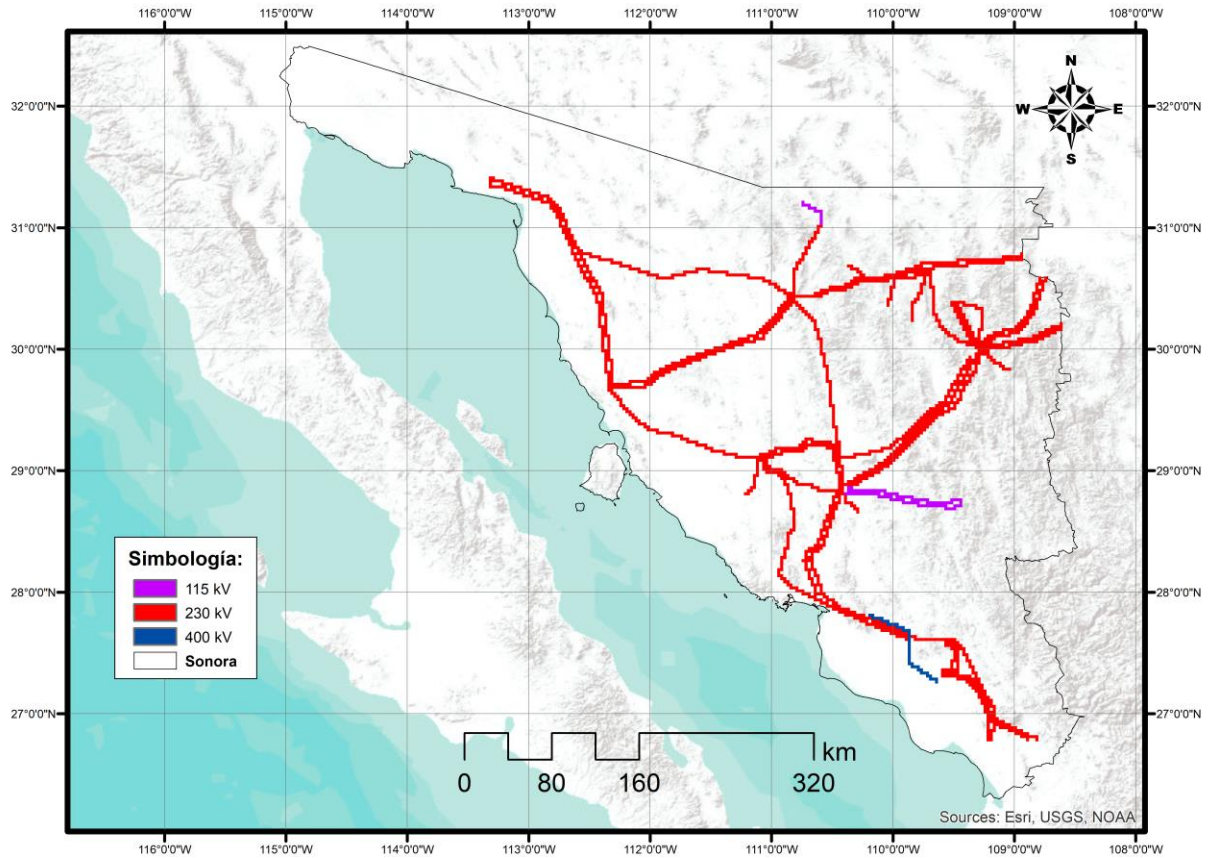 116°0'0"W 115°0'0"W 114°0'0"W 113°0'0"W 112°0'0"W 111°0'0"W 110°0'0"W 109°0'0"W 108°0'0"W
N
W E
S
32°0'0"N 32°0'0"N
31°0'0"N 31°0'0"N
30°0'0"N 30°0'0"N
29°0'0"N 29°0'0"N
28°0'0"N 28°0'0"N
27°0'0"N 27°0'0"N
Simbología:
115 kV
230 kV
400 kV
Sonora
km
0 80 160 320
Sources: Esri, USGS, NOAA
116°0'0"W 115°0'0"W 114°0'0"W 113°0'0"W 112°0'0"W 111°0'0"W 110°0'0"W 109°0'0"W 108°0'0"W